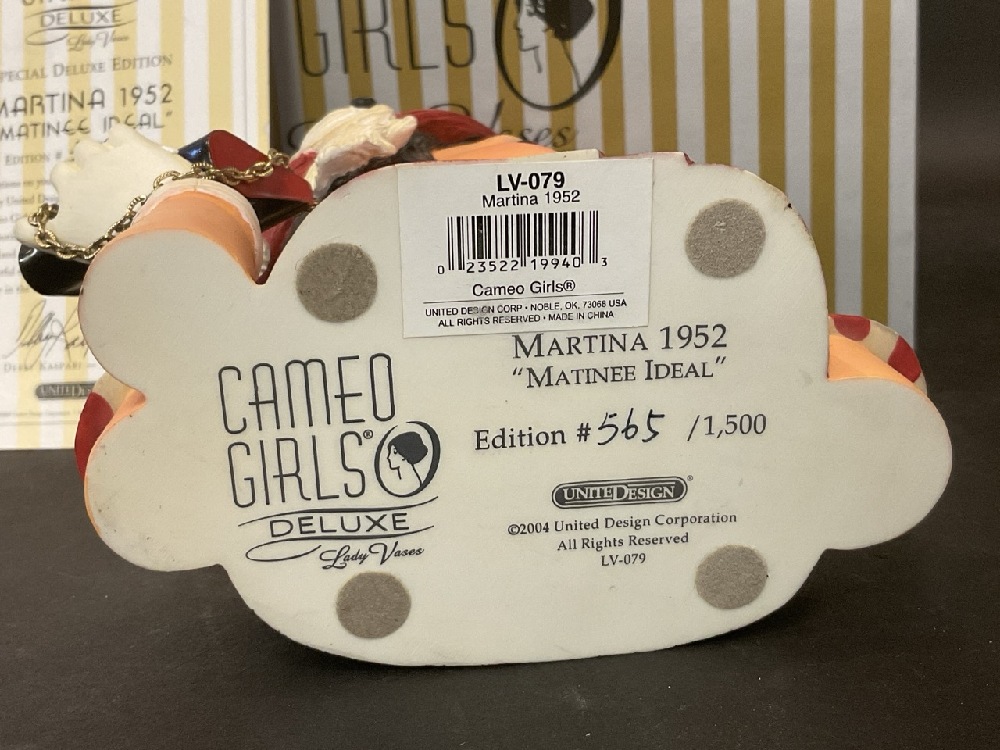 DELUXE
Lady Vases
SPECIAL DELUXE EDITION
MARTINA 1952
"MATINEE IDEAL"
EDITION #
UNITED
GIRLS
Vases
LV-079
Martina 1952
0 23522 19940 3
Cameo Girls®
UNITED DESIGN CORP • NOBLE, OK, 73068 USA
ALL RIGHTS RESERVED • MADE IN CHINA
MARTINA 1952
"MATINEE IDEAL"
Edition #565 /1,500
CAMEO
GIRLS®
DELUXE
Lady Vases
UNITEDESIGN®
©2004 United Design Corporation
All Rights Reserved
LV-079